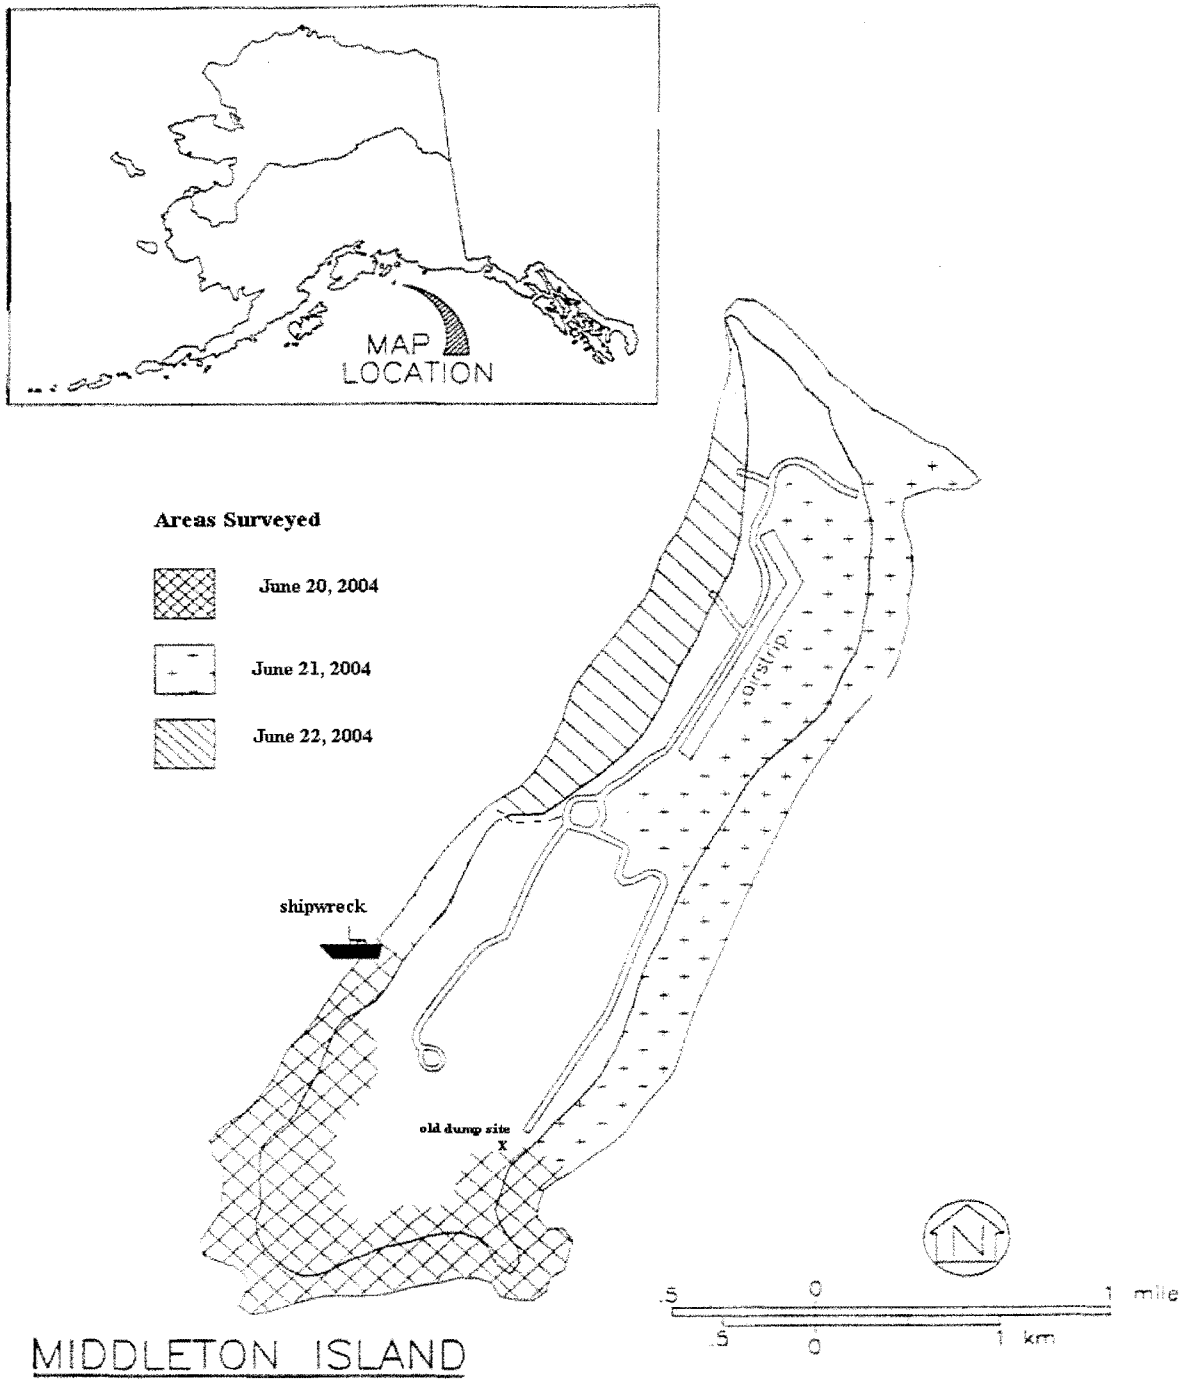 MAP
LOCATION
Areas Surveyed
June 20, 2004
June 21, 2004
June 22, 2004
airstrip
shipwreck
old dump site
X
N
.5 0 1 mile
.5 0 1 km
MIDDLETON ISLAND